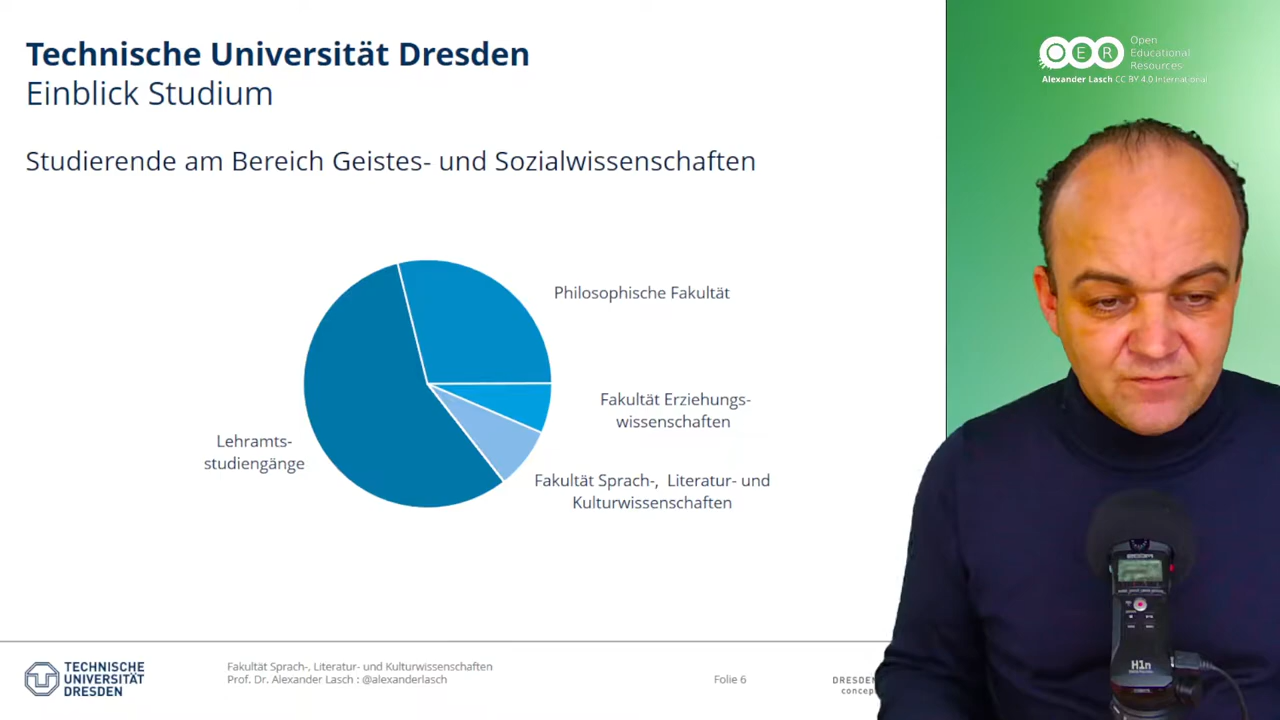 Technische Universität Dresden
Einblick Studium
Studierende am Bereich Geistes- und Sozialwissenschaften
Philosophische Fakultät
Fakultät Erziehungs-
wissenschaften
Lehramts-
studiengänge
Fakultät Sprach-, Literatur- und
Kulturwissenschaften
TECHNISCHE
UNIVERSITÄT
DRESDEN
Fakultät Sprach-, Literatur- und Kulturwissenschaften
Prof. Dr. Alexander Lasch : @alexanderlasch
Folie 6
DRESDEN
concept
OER
Open
Educational
Resources
Alexander Lasch CC BY 4.0 International
H1n